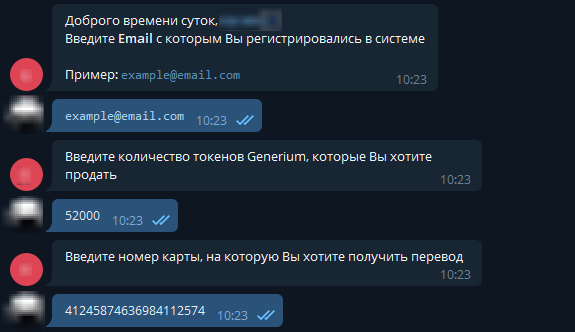 Доброго времени суток,
Введите Email с которым Вы регистрировались в системе
Пример: example@email.com
10:23
example@email.com 10:23
Введите количество токенов Generium, которые Вы хотите
продать
10:23
52000 10:23
Введите номер карты, на которую Вы хотите получить перевод
10:23
41245874636984112574 10:23